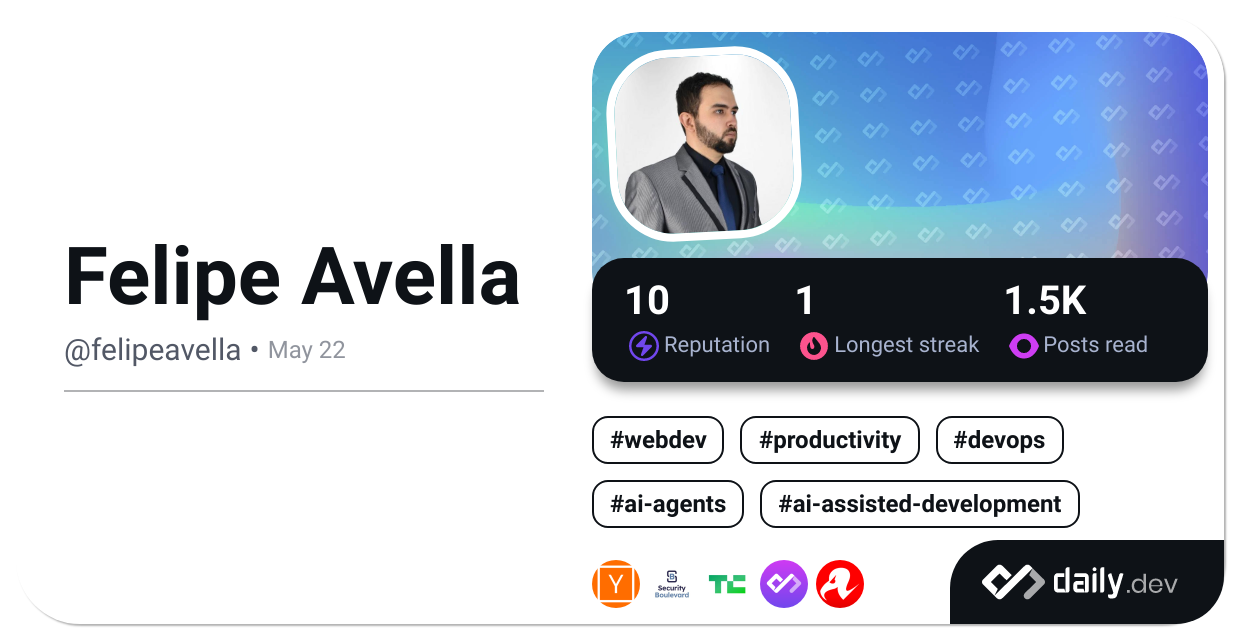 Felipe Avella
@felipeavella • May 22
10
1
1.5K
Reputation
Longest streak
Posts read
#webdev
#productivity
#devops
#ai-agents
#ai-assisted-development
Y
Security
Boulevard
TC
daily.dev